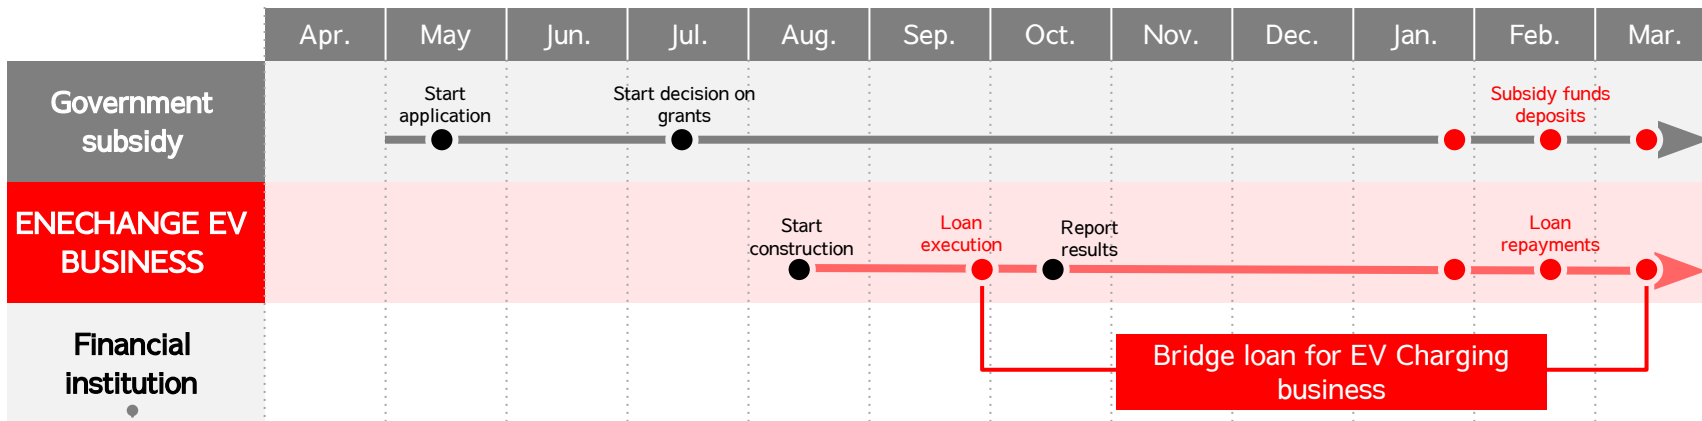 Apr. May Jun. Jul. Aug. Sep. Oct. Nov. Dec. Jan. Feb. Mar.
Government
subsidy
Start
application
Start decision on
grants
Subsidy funds
deposits
ENECHANGE EV
BUSINESS
Start
construction
Loan
execution
Report
results
Loan
repayments
Financial
institution
Bridge loan for EV Charging
business